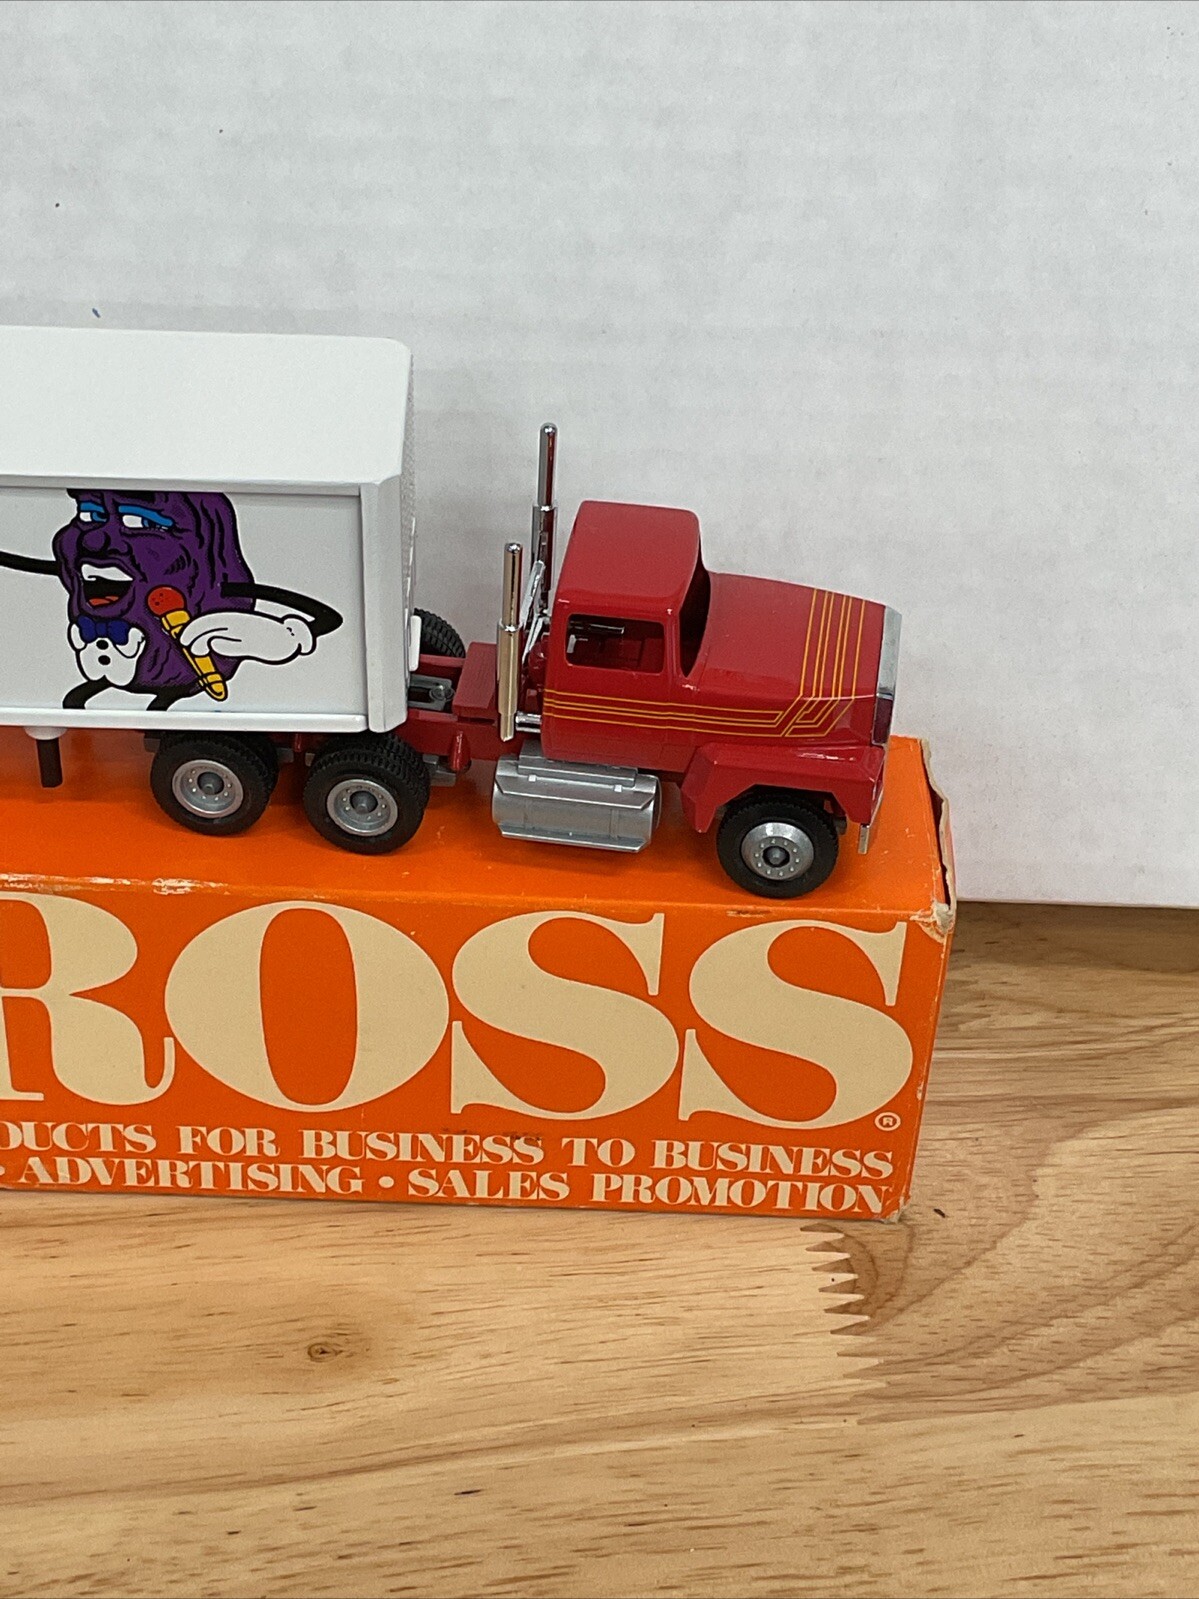 ROSS®
DUCTS FOR BUSINESS TO BUSINESS
• ADVERTISING • SALES PROMOTION